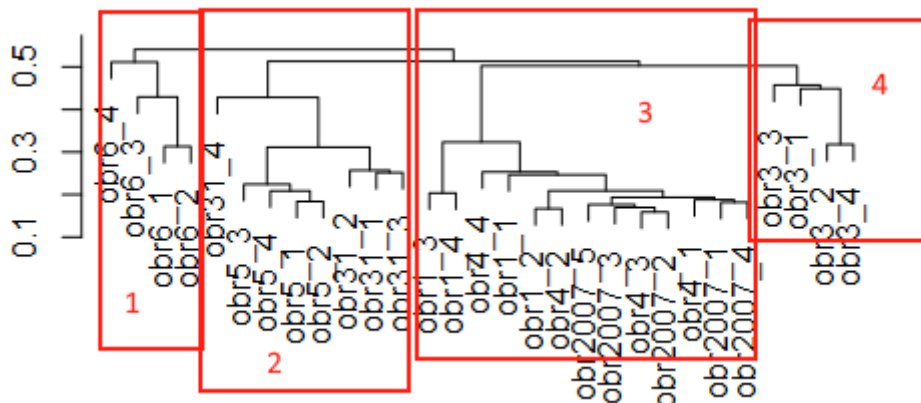 0.5
0.3
0.1
obr6_4
obr6_3
obr6_1
obr6_2
obr31_4
obr5_3
obr5_4
obr5_1
obr5_2
obr31_2
obr31_1
obr31_3
obr1_3
obr1_4
obr4_4
obr1_1
obr1_2
obr4_2
obr2007_5
obr2007_3
obr4_3
obr2007_2
obr4_1
obr2007_1
obr2007_4
obr3_3
obr3_1
obr3_2
obr3_4
1
2
3
4